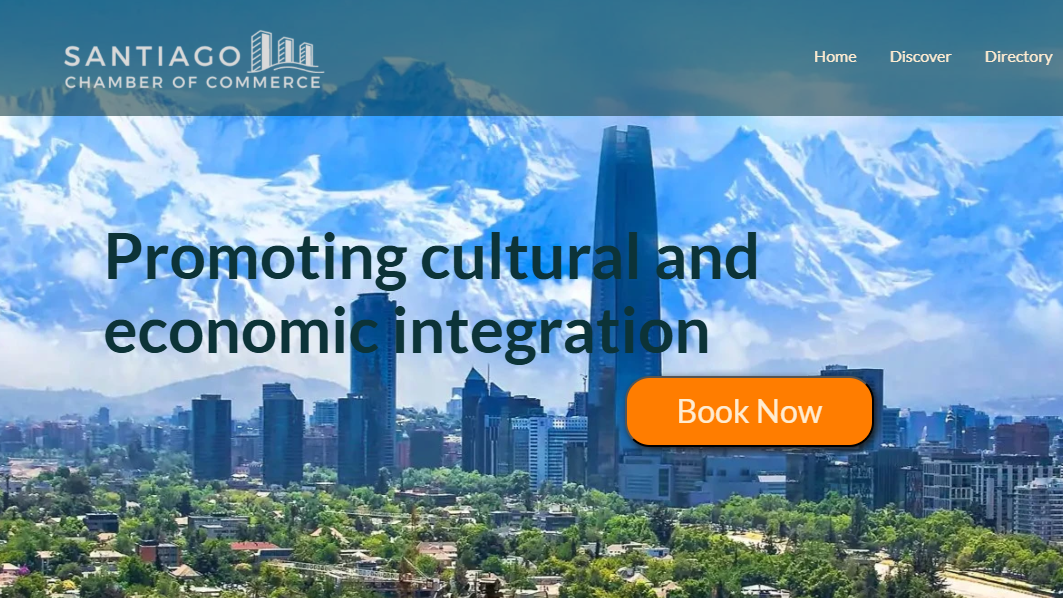 SANTIAGO
CHAMBER OF COMMERCE
Home Discover Directory
Promoting cultural and
economic integration
Book Now